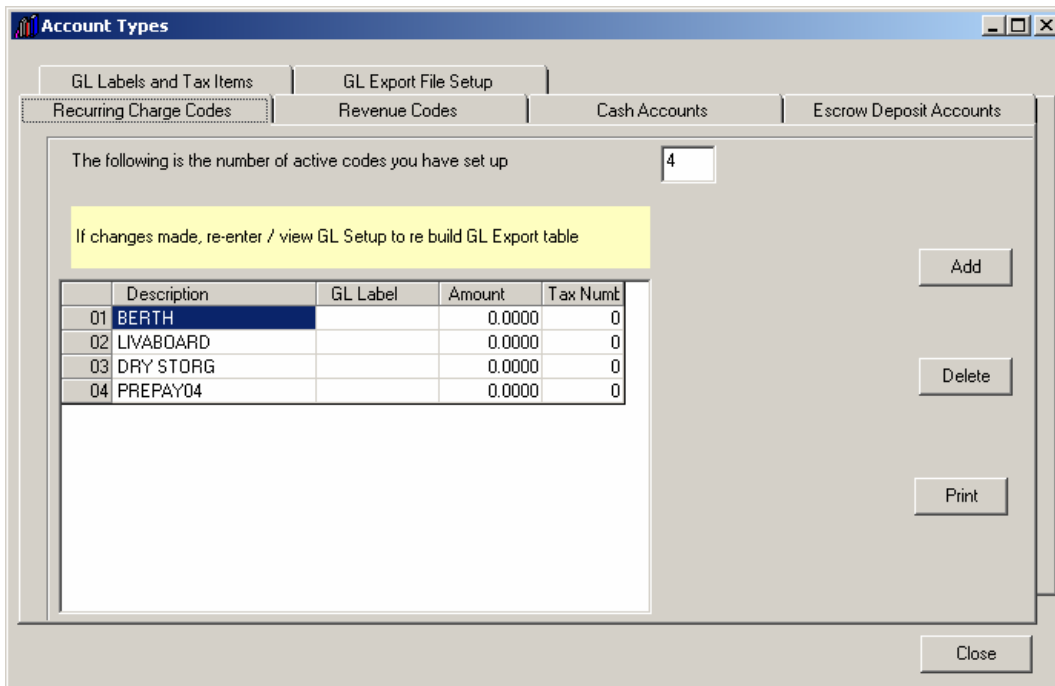 Account Types
GL Labels and Tax Items GL Export File Setup
Recurring Charge Codes Revenue Codes Cash Accounts Escrow Deposit Accounts
The following is the number of active codes you have set up 4
If changes made, re-enter / view GL Setup to re build GL Export table
Add
Description GL Label Amount Tax Numb
01 BERTH 0.0000 0
02 LIVABOARD 0.0000 0
03 DRY STORG 0.0000 0
Delete
04 PREPAY04 0.0000 0
Print
Close